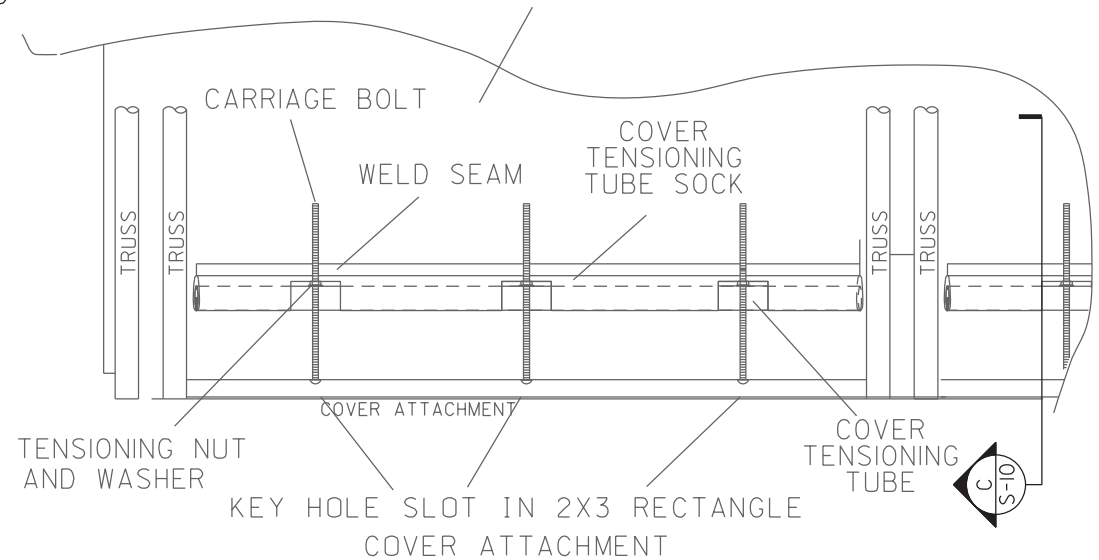 CARRIAGE BOLT
WELD SEAM
COVER
TENSIONING
TUBE SOCK
TRUSS
TRUSS
TRUSS
TRUSS
COVER ATTACHMENT
TENSIONING NUT
AND WASHER
COVER
TENSIONING
TUBE
KEY HOLE SLOT IN 2X3 RECTANGLE
COVER ATTACHMENT
C
S-10